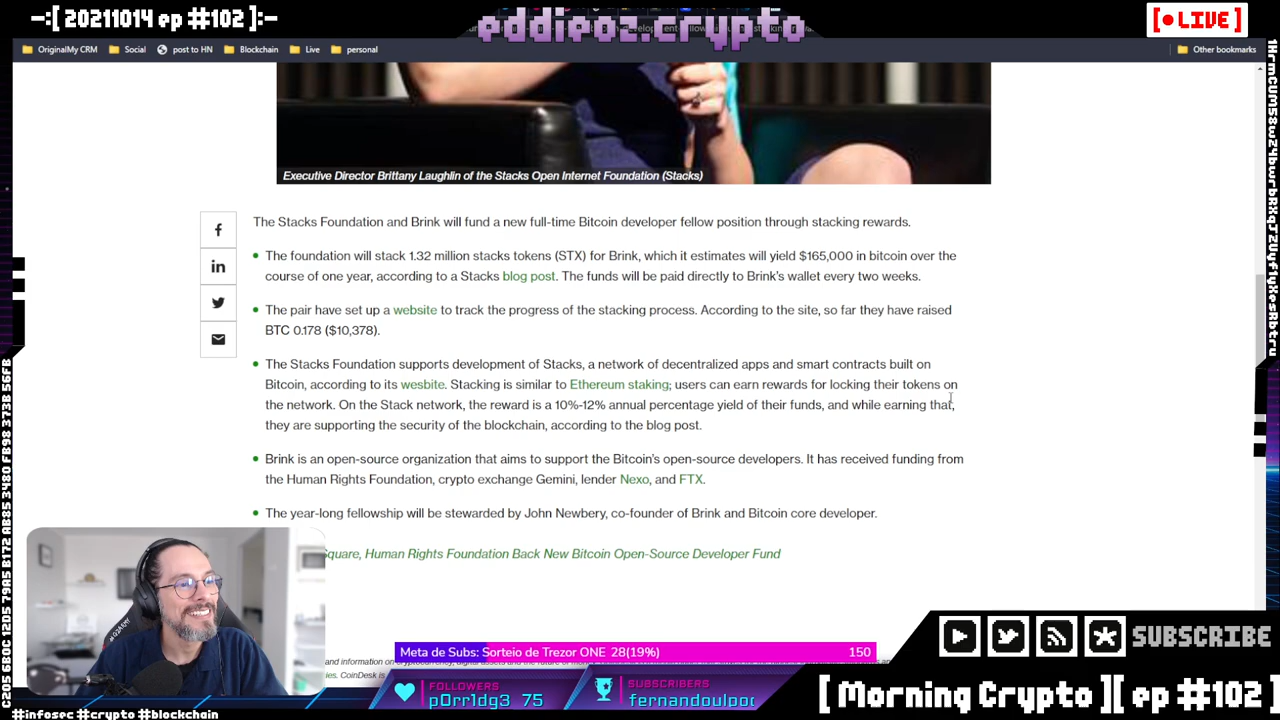 -:[ 20211014 ep #102 ]:-
eddipaz.crypto
[ LIVE ]
OriginalMy CRM
Social
post to HN
Blockchain
Live
personal
Other bookmarks
Executive Director Brittany Laughlin of the Stacks Open Internet Foundation (Stacks)
The Stacks Foundation and Brink will fund a new full-time Bitcoin developer fellow position through stacking rewards.
The foundation will stack 1.32 million stacks tokens (STX) for Brink, which it estimates will yield $165,000 in bitcoin over the
course of one year, according to a Stacks blog post. The funds will be paid directly to Brink's wallet every two weeks.
The pair have set up a website to track the progress of the stacking process. According to the site, so far they have raised
BTC 0.178 ($10,378).
The Stacks Foundation supports development of Stacks, a network of decentralized apps and smart contracts built on
Bitcoin, according to its wesbite. Stacking is similar to Ethereum staking; users can earn rewards for locking their tokens on
the network. On the Stack network, the reward is a 10%-12% annual percentage yield of their funds, and while earning that,
they are supporting the security of the blockchain, according to the blog post.
Brink is an open-source organization that aims to support the Bitcoin's open-source developers. It has received funding from
the Human Rights Foundation, crypto exchange Gemini, lender Nexo, and FTX.
The year-long fellowship will be stewarded by John Newbery, co-founder of Brink and Bitcoin core developer.
Square, Human Rights Foundation Back New Bitcoin Open-Source Developer Fund
Meta de Subs: Sorteio de Trezor ONE 28(19%)
150
SUBSCRIBE
FOLLOWERS
p0rr1dg3 75
SUBSCRIBERS
fernandoulpoc
[ Morning Crypto ][ ep #102 ]
#infosec #crypto #blockchain